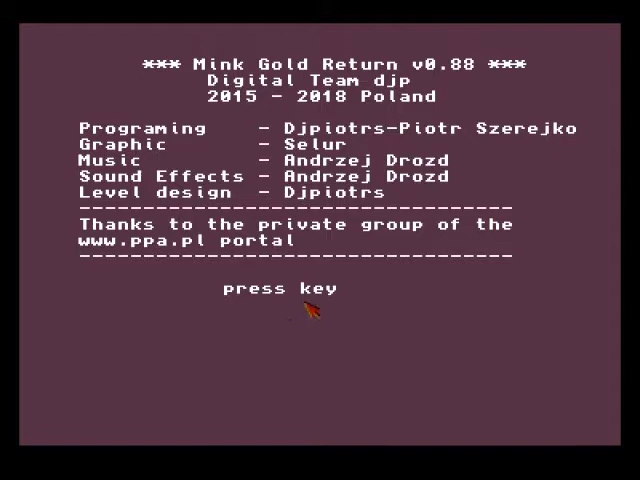 *** Mink Gold Return v0.88 ***
Digital Team djp
2015 - 2018 Poland
Programing - Djpiotrs-Piotr Szerejko
Graphic - Selur
Music - Andrzej Drozd
Sound Effects - Andrzej Drozd
Level design - Djpiotrs
----------------------------------
Thanks to the private group of the
www.ppa.pl portal
----------------------------------
press key